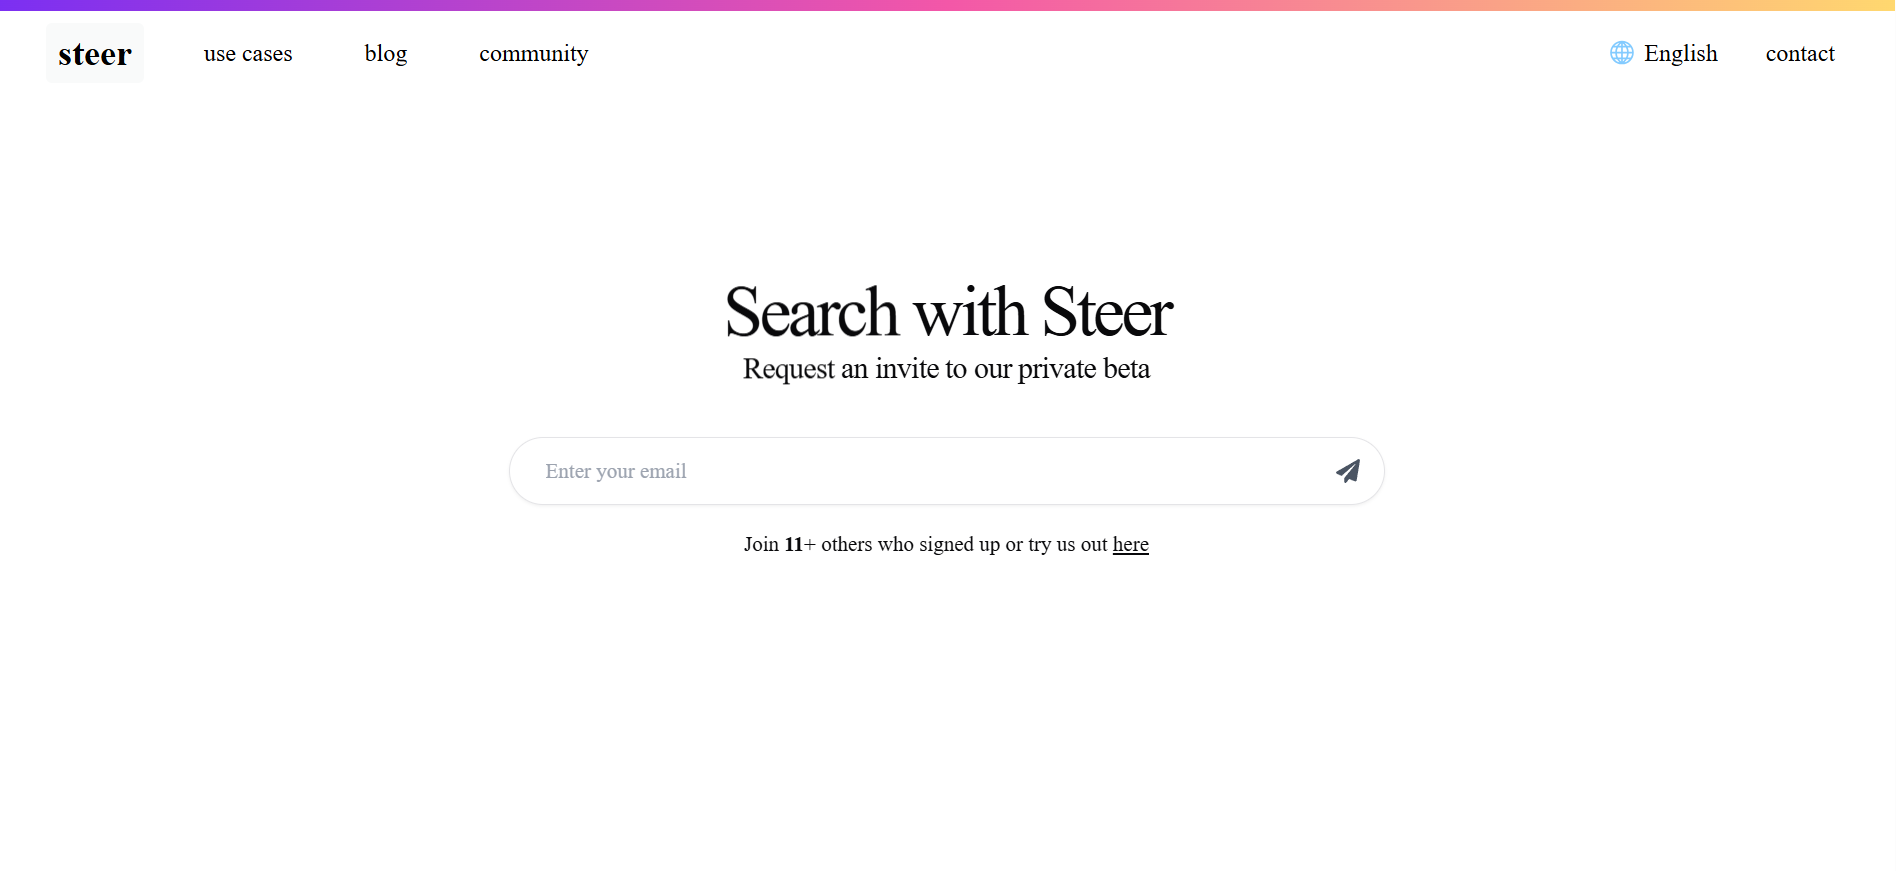 steer
use cases
blog
community
English
contact
Search with Steer
Request an invite to our private beta
Enter your email
Join 11+ others who signed up or try us out here